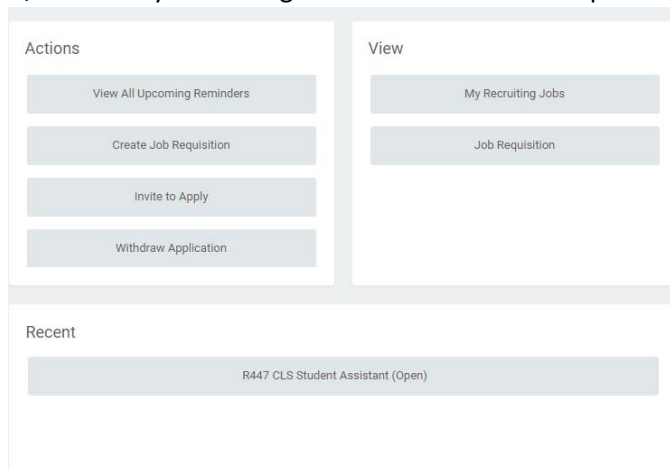 Actions
View All Upcoming Reminders
Create Job Requisition
Invite to Apply
Withdraw Application
View
My Recruiting Jobs
Job Requisition
Recent
R447 CLS Student Assistant (Open)